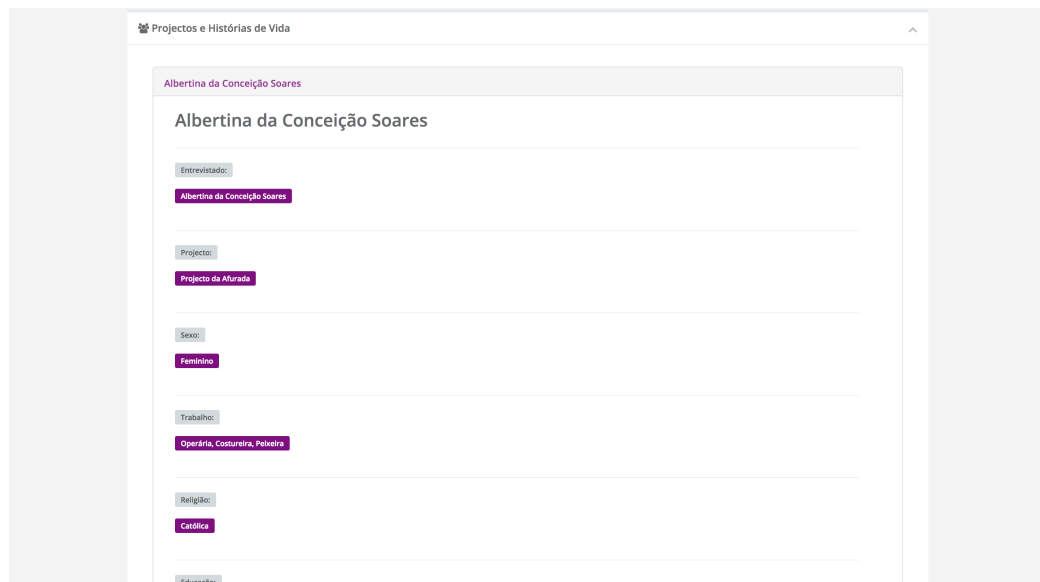 Projectos e Histórias de Vida
Albertina da Conceição Soares
Albertina da Conceição Soares
Entrevistado:
Albertina da Conceição Soares
Projecto:
Projecto da Afurada
Sexo:
Feminino
Trabalho:
Operária, Costureira, Peixeira
Religião:
Católica
Educação: